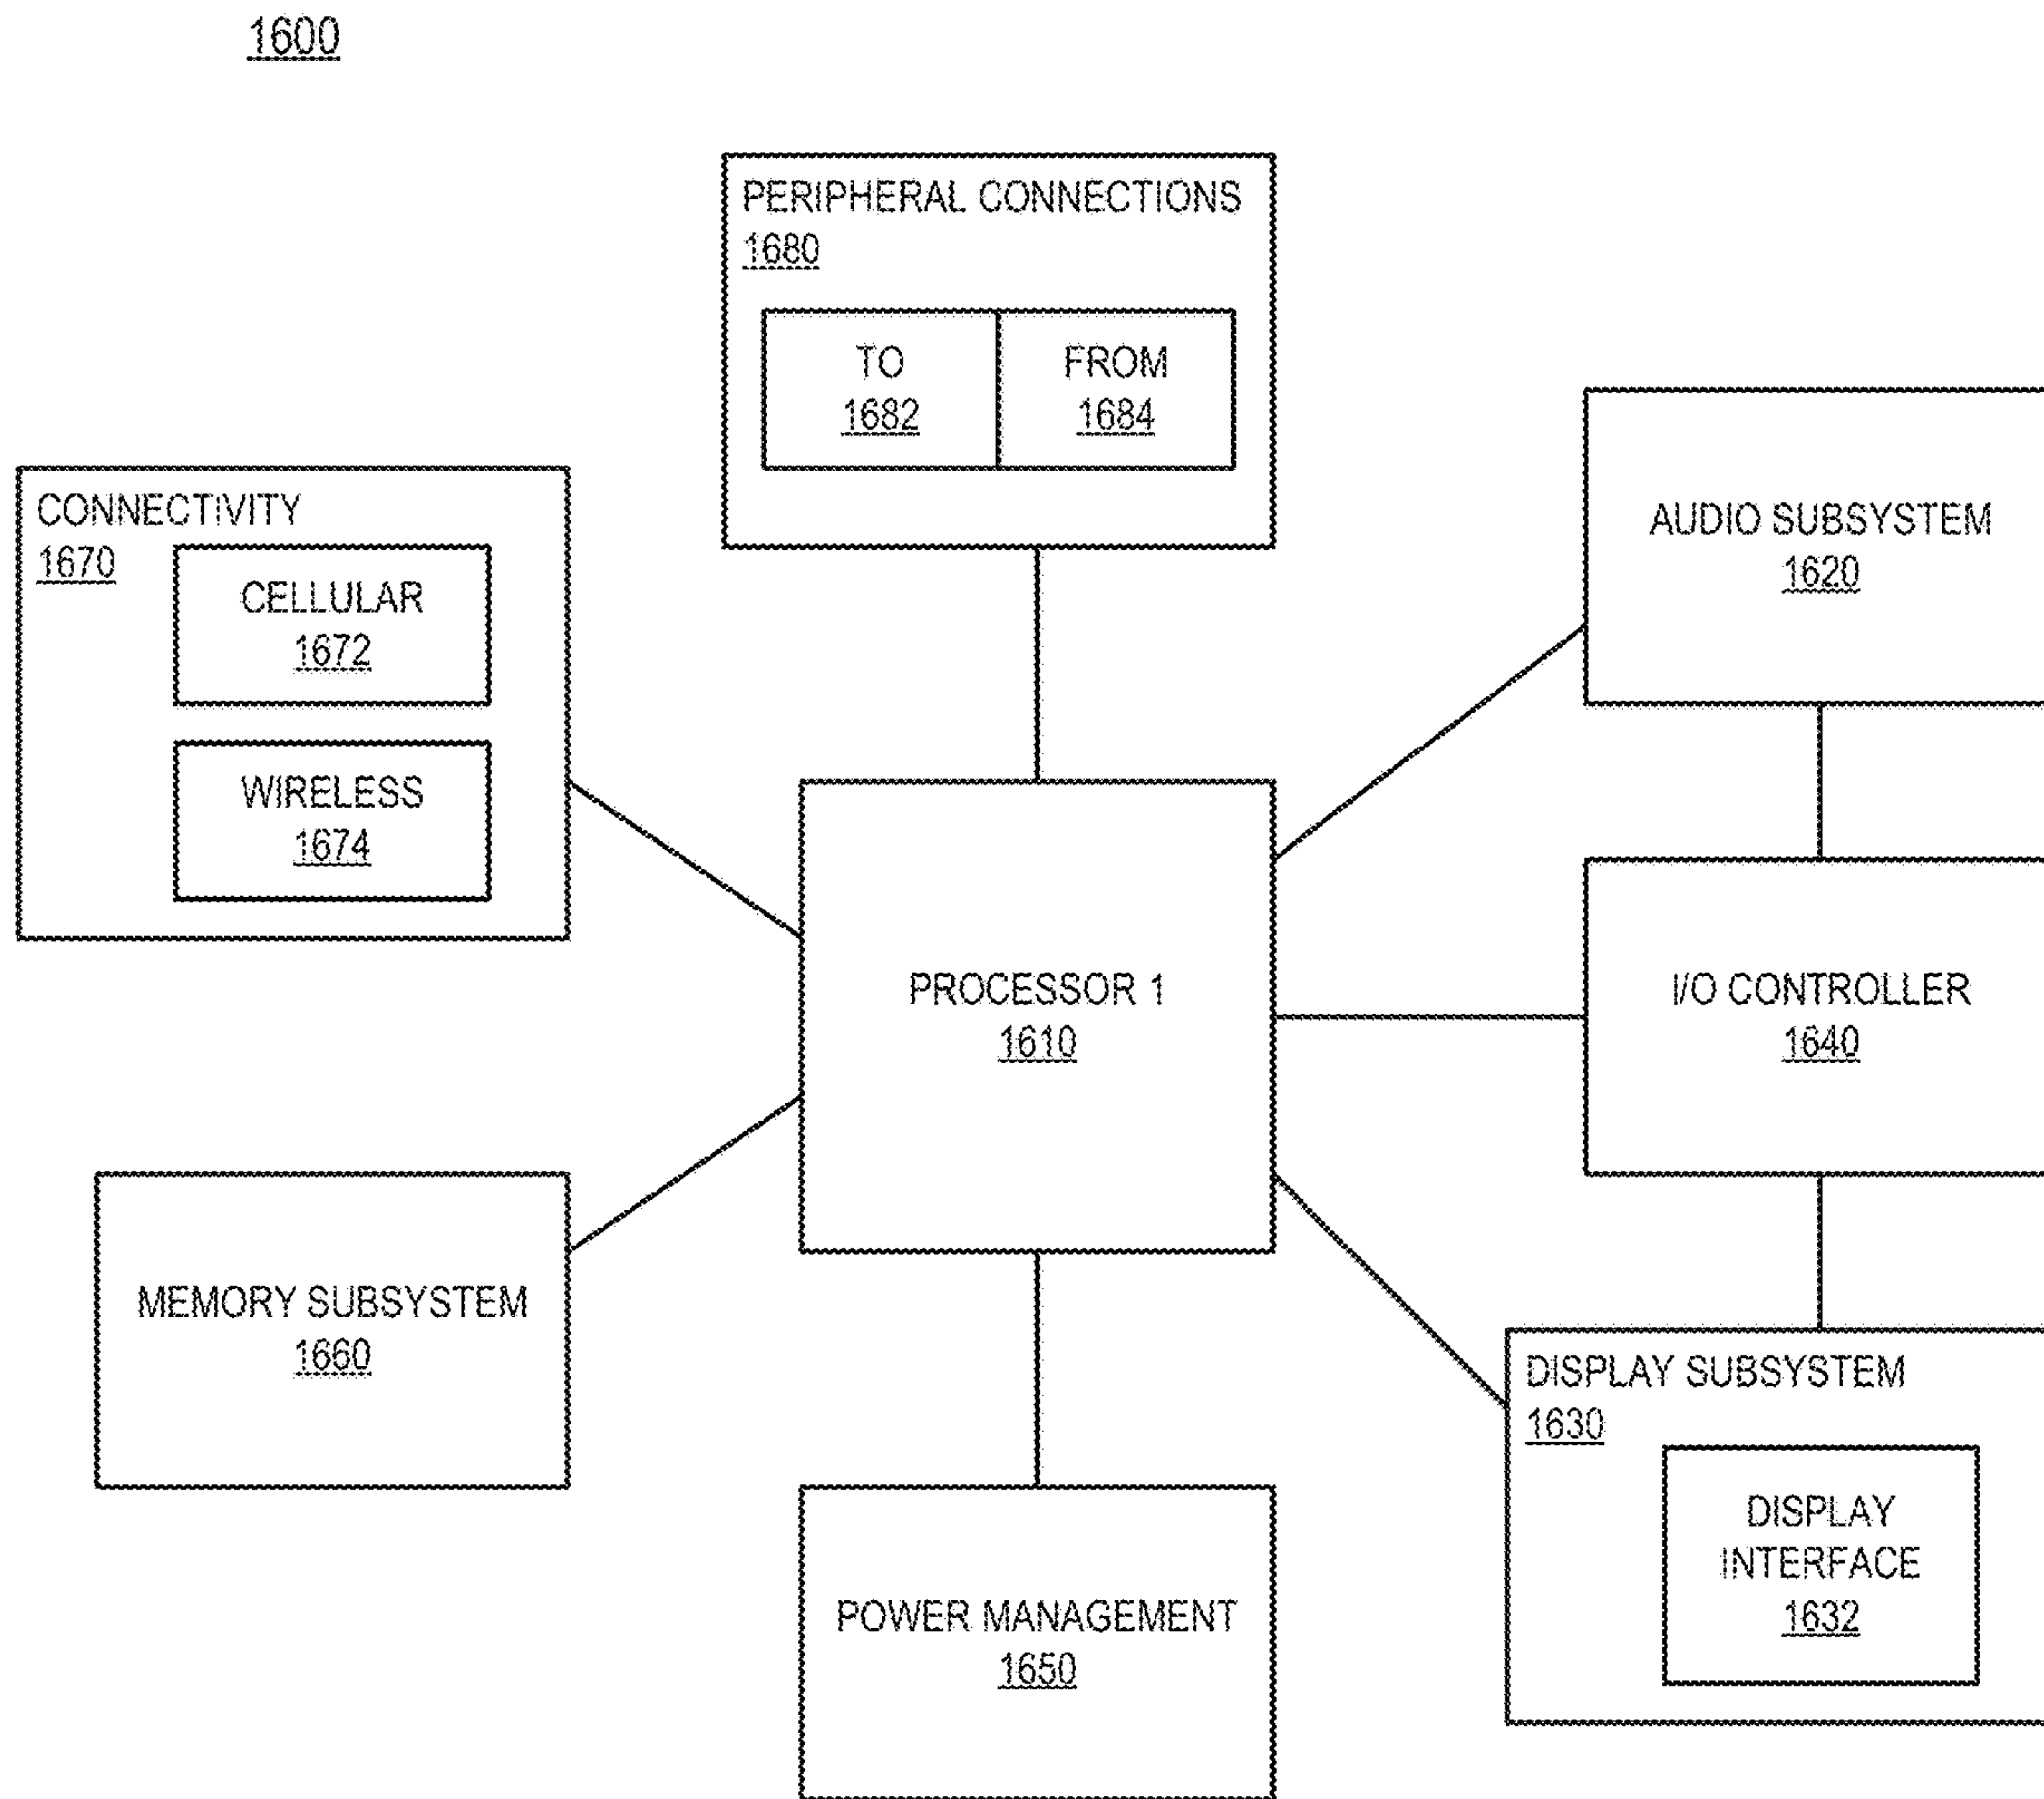 1600
PERIPHERAL CONNECTIONS
1680
TO
1682
FROM
1684
CONNECTIVITY
1670
CELLULAR
1672
WIRELESS
1674
AUDIO SUBSYSTEM
1620
PROCESSOR 1
1610
I/O CONTROLLER
1640
MEMORY SUBSYSTEM
1660
DISPLAY SUBSYSTEM
1630
DISPLAY
INTERFACE
1632
POWER MANAGEMENT
1650